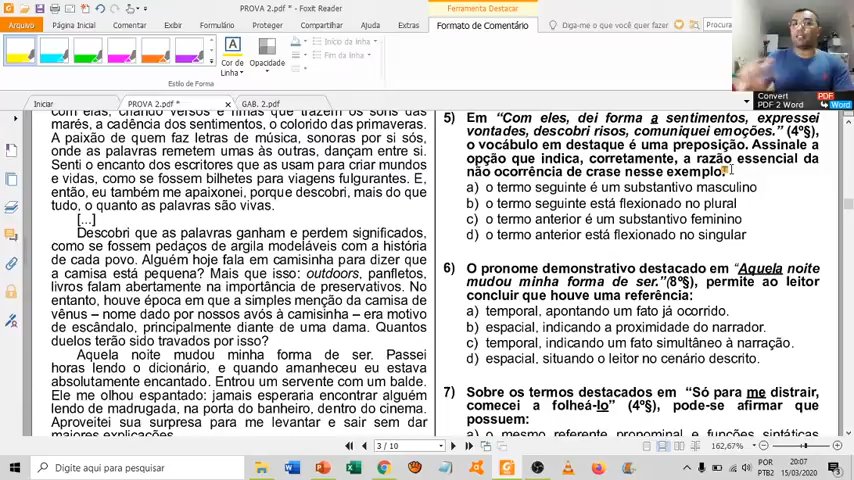 PROVA 2.pdf * - Foxit Reader
Ferramenta Destacar
Arquivo
Página Inicial
Comentar
Exibir
Formulário
Proteger
Compartilhar
Ajuda
Extras
Formato de Comentário
Diga-me o que você quer fazer
Procura
Cor de Linha
Opacidade
Início da linha
Fim da linha
Estilo de Forma
Convert
PDF 2 Word
PDF
Word
Iniciar
PROVA 2.pdf *
GAB. 2.pdf
com elas, criando versos e rimas que trazem os sons das
marés, a cadência dos sentimentos, o colorido das primaveras.
A paixão de quem faz letras de música, sonoras por si sós,
onde as palavras remetem umas às outras, dançam entre si.
Senti o encanto dos escritores que as usam para criar mundos
e vidas, como se fossem bilhetes para viagens fulgurantes. E,
então, eu também me apaixonei, porque descobri, mais do que
tudo, o quanto as palavras são vivas.
[...]
Descobri que as palavras ganham e perdem significados,
como se fossem pedaços de argila modeláveis com a história
de cada povo. Alguém hoje fala em camisinha para dizer que
a camisa está pequena? Mais que isso: outdoors, panfletos,
livros falam abertamente na importância de preservativos. No
entanto, houve época em que a simples menção da camisa de
vênus – nome dado por nossos avós à camisinha – era motivo
de escândalo, principalmente diante de uma dama. Quantos
duelos terão sido travados por isso?
Aquela noite mudou minha forma de ser. Passei
horas lendo o dicionário, e quando amanheceu eu estava
absolutamente encantado. Entrou um servente com um balde.
Ele me olhou espantado: jamais esperaria encontrar alguém
lendo de madrugada, na porta do banheiro, dentro do cinema.
Aproveitei sua surpresa para me levantar e sair sem dar
maiores explicações.
5) Em “Com eles, dei forma a sentimentos, expressei
vontades, descobri risos, comuniquei emoções.” (4º§),
o vocábulo em destaque é uma preposição. Assinale a
opção que indica, corretamente, a razão essencial da
não ocorrência de crase nesse exemplo.
a) o termo seguinte é um substantivo masculino
b) o termo seguinte está flexionado no plural
c) o termo anterior é um substantivo feminino
d) o termo anterior está flexionado no singular
6) O pronome demonstrativo destacado em “Aquela noite
mudou minha forma de ser.”(8º§), permite ao leitor
concluir que houve uma referência:
a) temporal, apontando um fato já ocorrido.
b) espacial, indicando a proximidade do narrador.
c) temporal, indicando um fato simultâneo à narração.
d) espacial, situando o leitor no cenário descrito.
7) Sobre os termos destacados em “Só para me distrair,
comecei a folheá-lo” (4º§), pode-se afirmar que
possuem:
a) o mesmo referente pronominal e funções sintáticas
3 / 10
162,67%
Digite aqui para pesquisar
POR
PTB2
20:07
15/03/2020